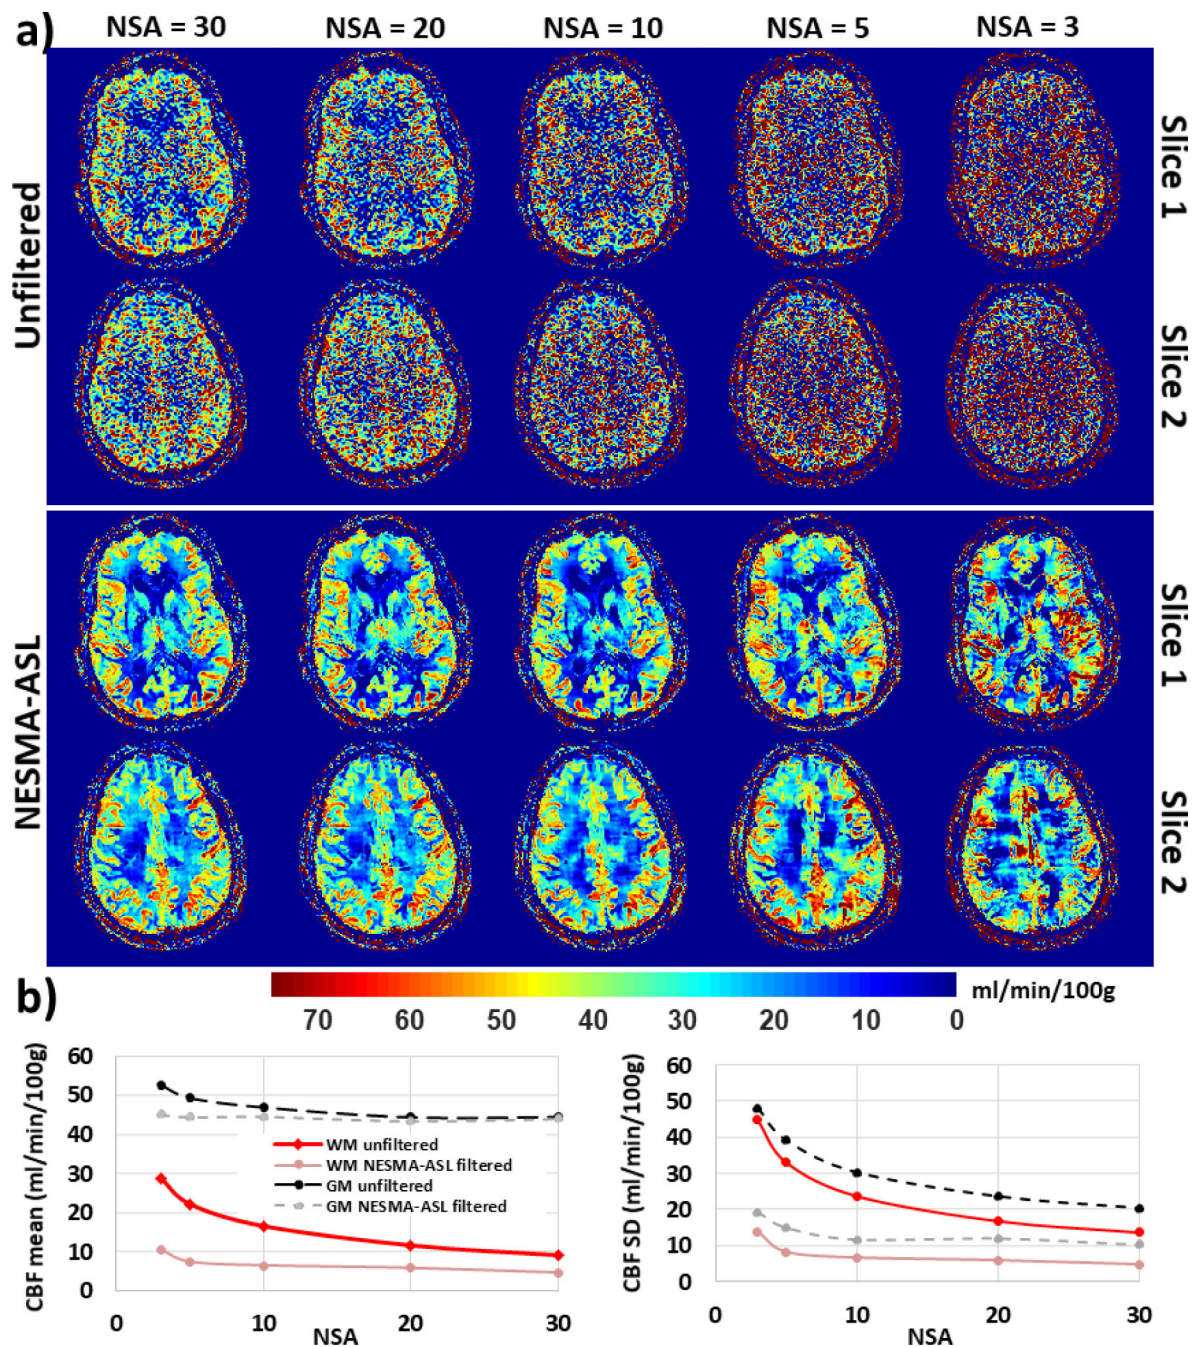 a)
NSA = 30 NSA = 20 NSA = 10 NSA = 5 NSA = 3
Unfiltered
Slice 1
Slice 2
NESMA-ASL
Slice 1
Slice 2
70 60 50 40 30 20 10 0 ml/min/100g
b)
CBF mean (ml/min/100g)
60
50
40
30
20
10
0
WM unfiltered
WM NESMA-ASL filtered
GM unfiltered
GM NESMA-ASL filtered
0 10 20 30
NSA
CBF SD (ml/min/100g)
60
50
40
30
20
10
0
0 10 20 30
NSA